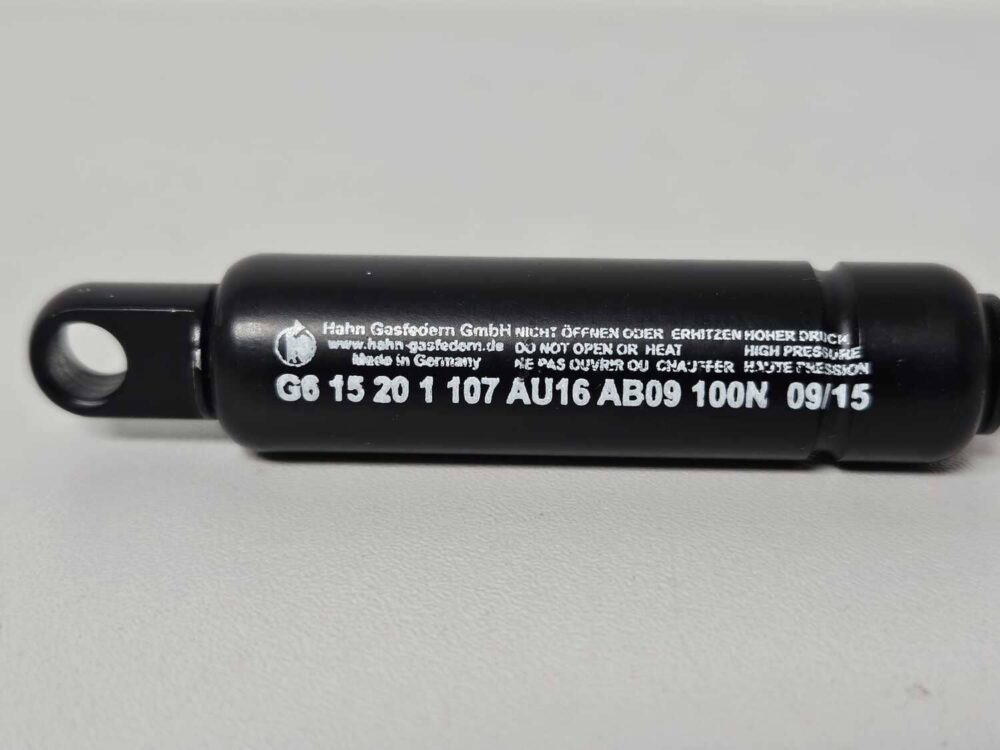 Hahn Gasfedern GmbH NICHT ÖFFNEN ODER ERHITZEN HOHER DRUCK
www.hahn-gasfedern.de DO NOT OPEN OR HEAT HIGH PRESSURE
Made in Germany NE PAS OUVRIR OU CHAUFFER HAUTE PRESSION
G6 15 20 1 107 AU16 AB09 100N 09/15